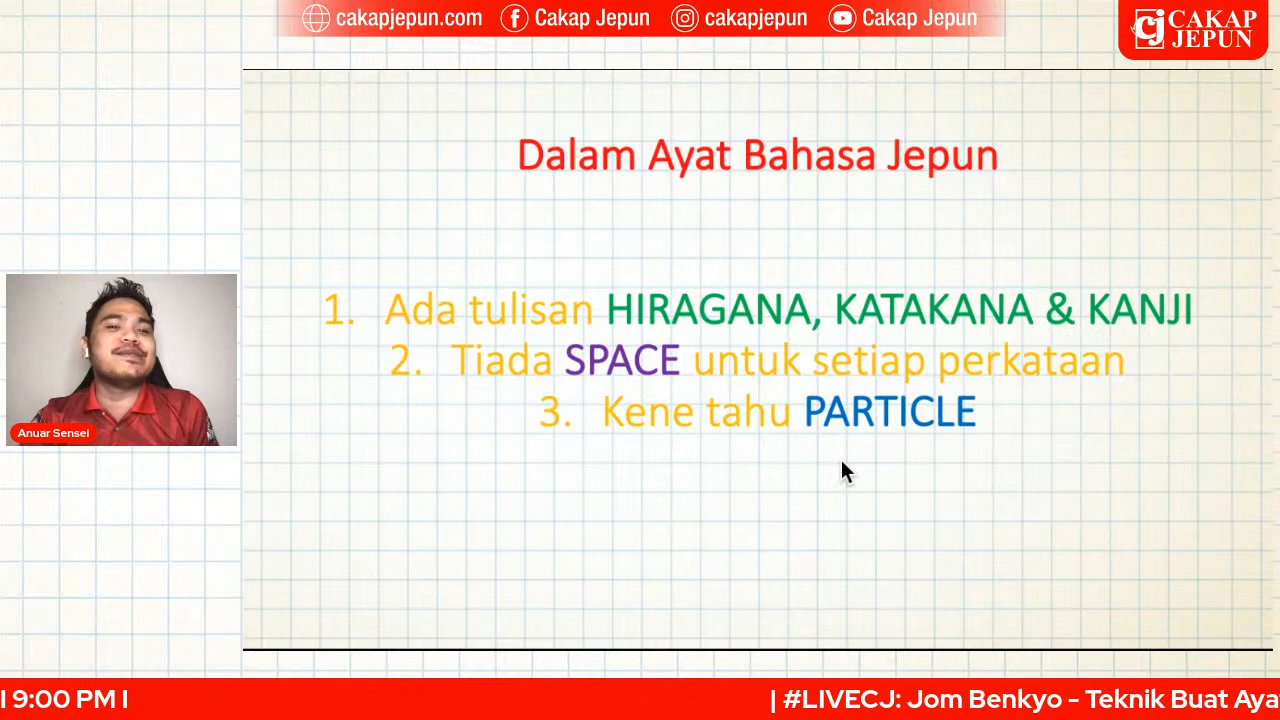 cakapjepun.com Cakap Jepun cakapjepun Cakap Jepun
CAKAP
JEPUN
Dalam Ayat Bahasa Jepun
1. Ada tulisan HIRAGANA, KATAKANA & KANJI
2. Tiada SPACE untuk setiap perkataan
3. Kene tahu PARTICLE
Anuar Sensei
I 9:00 PM I | #LIVECJ: Jom Benkyo - Teknik Buat Aya